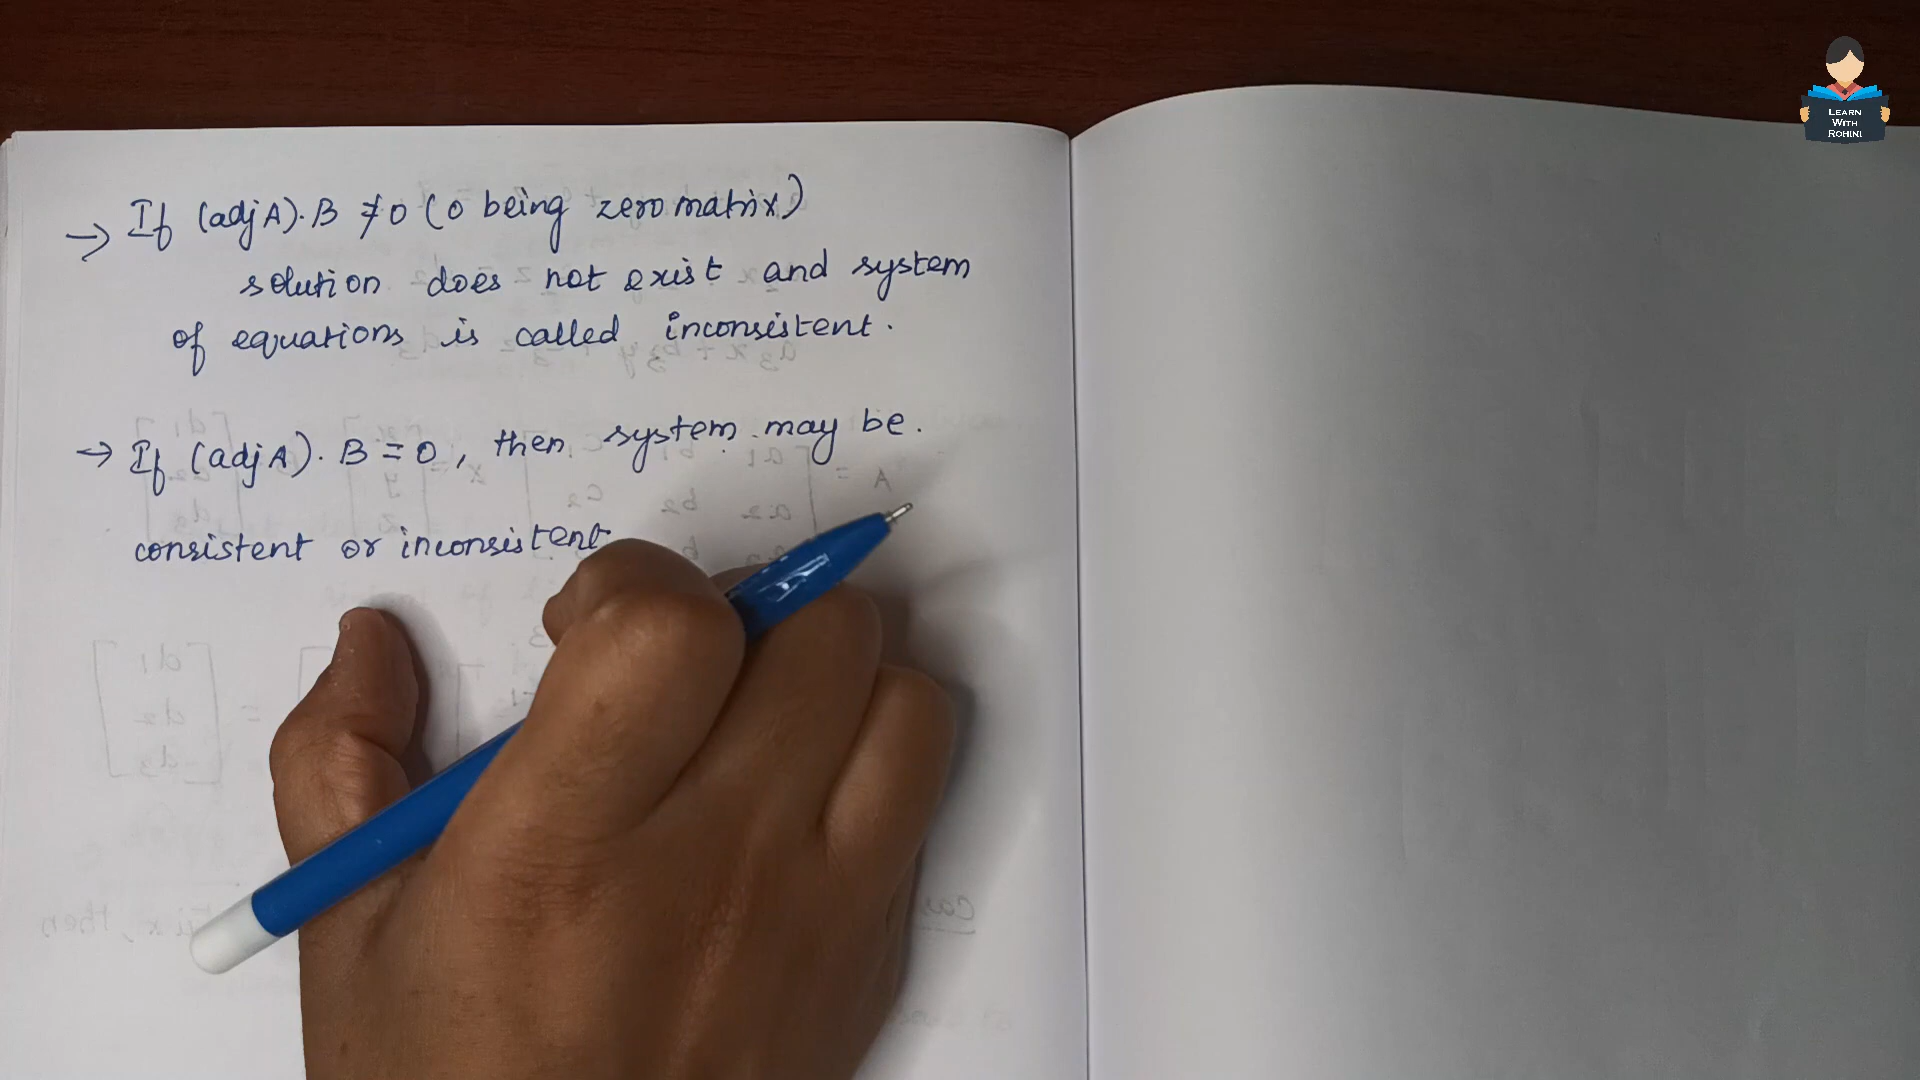 → If (adj A). B ≠ 0 (0 being zero matrix)
solution does not exist and system
of equations is called inconsistent.
→ If (adj A). B = 0, then system may be.
consistent or inconsistent
LEARN
WITH
ROHINI